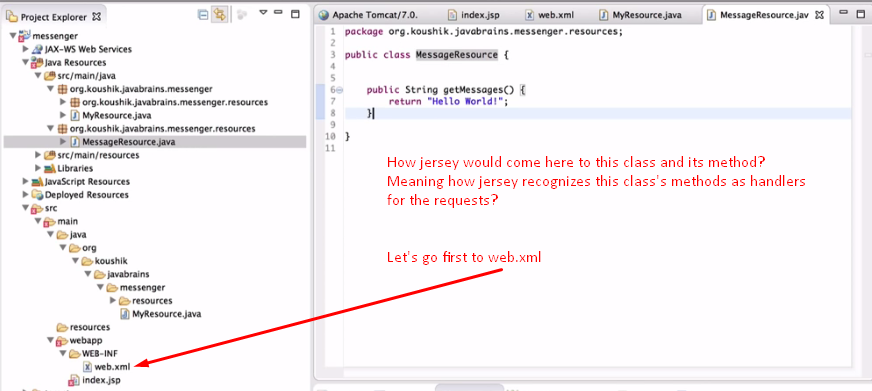 Project Explorer
messenger
JAX-WS Web Services
Java Resources
src/main/java
org.koushik.javabrains.messenger
org.koushik.javabrains.messenger.resources
MyResource.java
org.koushik.javabrains.messenger.resources
MessageResource.java
src/main/resources
Libraries
JavaScript Resources
Deployed Resources
src
main
java
org
koushik
javabrains
messenger
resources
MyResource.java
resources
webapp
WEB-INF
web.xml
index.jsp
Apache Tomcat/7.0. index.jsp web.xml MyResource.java MessageResource.jav
1 package org.koushik.javabrains.messenger.resources;
2
3 public class MessageResource {
4
5
6 public String getMessages() {
7 return "Hello World!";
8 }
9
10 }
11
How jersey would come here to this class and its method?
Meaning how jersey recognizes this class's methods as handlers
for the requests?
Let's go first to web.xml